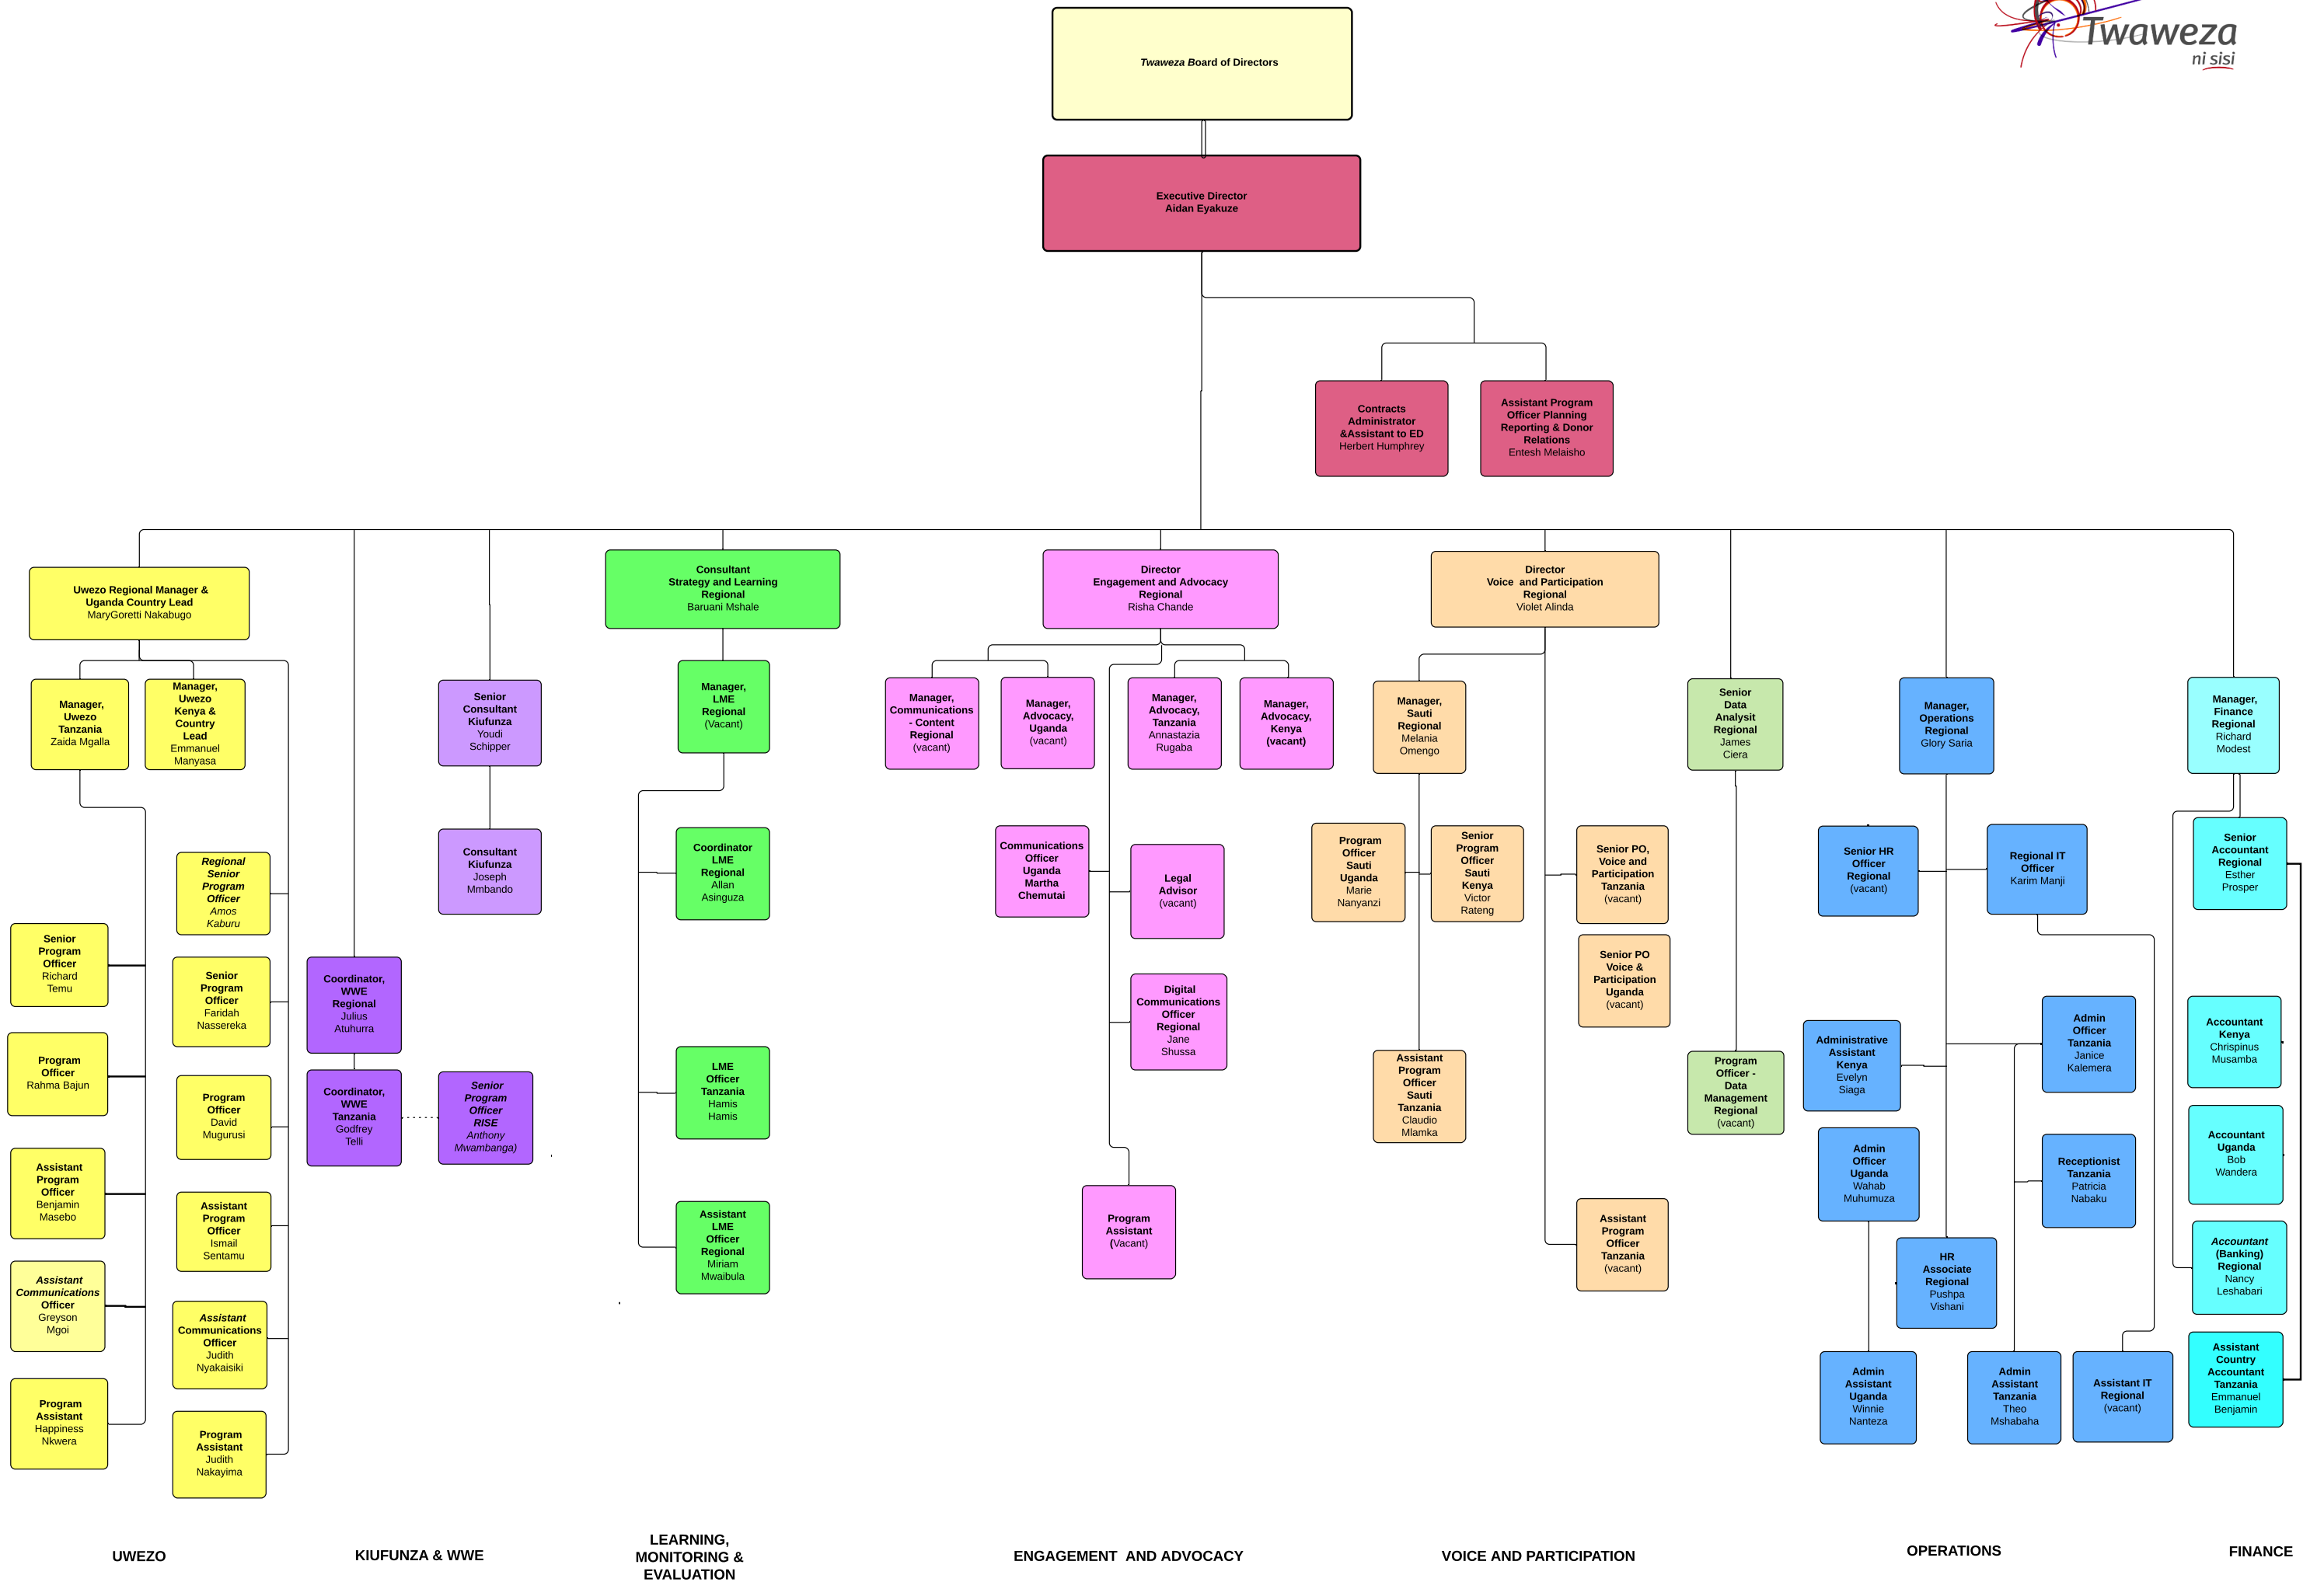 Twaweza
ni sisi
Twaweza Board of Directors
Executive Director
Aidan Eyakuze
Contracts
Administrator
&Assistant to ED
Herbert Humphrey
Assistant Program
Officer Planning
Reporting & Donor
Relations
Entesh Melaisho
Uwezo Regional Manager &
Uganda Country Lead
MaryGoretti Nakabugo
Consultant
Strategy and Learning
Regional
Baruani Mshale
Director
Engagement and Advocacy
Regional
Risha Chande
Director
Voice and Participation
Regional
Violet Alinda
Manager,
Uwezo
Tanzania
Zaida Mgalla
Manager,
Uwezo
Kenya &
Country
Lead
Emmanuel
Manyasa
Senior
Consultant
Kiufunza
Youdi
Schipper
Manager,
LME
Regional
(Vacant)
Manager,
Communications
- Content
Regional
(vacant)
Manager,
Advocacy,
Uganda
(vacant)
Manager,
Advocacy,
Tanzania
Annastazia
Rugaba
Manager,
Advocacy,
Kenya
(vacant)
Manager,
Sauti
Regional
Melania
Omengo
Senior
Data
Analysit
Regional
James
Ciera
Manager,
Operations
Regional
Glory Saria
Manager,
Finance
Regional
Richard
Modest
Regional
Senior
Program
Officer
Amos
Kaburu
Consultant
Kiufunza
Joseph
Mmbando
Coordinator
LME
Regional
Allan
Asinguza
Communications
Officer
Uganda
Martha
Chemutai
Legal
Advisor
(vacant)
Program
Officer
Sauti
Uganda
Marie
Nanyanzi
Senior
Program
Officer
Sauti
Kenya
Victor
Rateng
Senior PO,
Voice and
Participation
Tanzania
(vacant)
Senior HR
Officer
Regional
(vacant)
Regional IT
Officer
Karim Manji
Senior
Accountant
Regional
Esther
Prosper
Senior
Program
Officer
Richard
Temu
Senior
Program
Officer
Faridah
Nassereka
Coordinator,
WWE
Regional
Julius
Atuhurra
Digital
Communications
Officer
Regional
Jane
Shussa
Senior PO
Voice &
Participation
Uganda
(vacant)
Admin
Officer
Tanzania
Janice
Kalemera
Accountant
Kenya
Chrispinus
Musamba
Program
Officer
Rahma Bajun
Program
Officer
David
Mugurusi
Coordinator,
WWE
Tanzania
Godfrey
Telli
Senior
Program
Officer
RISE
Anthony
Mwambanga)
LME
Officer
Tanzania
Hamis
Hamis
Assistant
Program
Officer
Sauti
Tanzania
Claudio
Mlamka
Program
Officer -
Data
Management
Regional
(vacant)
Administrative
Assistant
Kenya
Evelyn
Siaga
Admin
Officer
Uganda
Wahab
Muhumuza
Receptionist
Tanzania
Patricia
Nabaku
Accountant
Uganda
Bob
Wandera
Assistant
Program
Officer
Benjamin
Masebo
Assistant
Program
Officer
Ismail
Sentamu
Assistant
LME
Officer
Regional
Miriam
Mwaibula
Program
Assistant
(Vacant)
Assistant
Program
Officer
Tanzania
(vacant)
HR
Associate
Regional
Pushpa
Vishani
Accountant
(Banking)
Regional
Nancy
Leshabari
Assistant
Communications
Officer
Greyson
Mgoi
Assistant
Communications
Officer
Judith
Nyakaisiki
Admin
Assistant
Uganda
Winnie
Nanteza
Admin
Assistant
Tanzania
Theo
Mshabaha
Assistant IT
Regional
(vacant)
Assistant
Country
Accountant
Tanzania
Emmanuel
Benjamin
Program
Assistant
Happiness
Nkwera
Program
Assistant
Judith
Nakayima
UWEZO
KIUFUNZA & WWE
LEARNING,
MONITORING &
EVALUATION
ENGAGEMENT AND ADVOCACY
VOICE AND PARTICIPATION
OPERATIONS
FINANCE